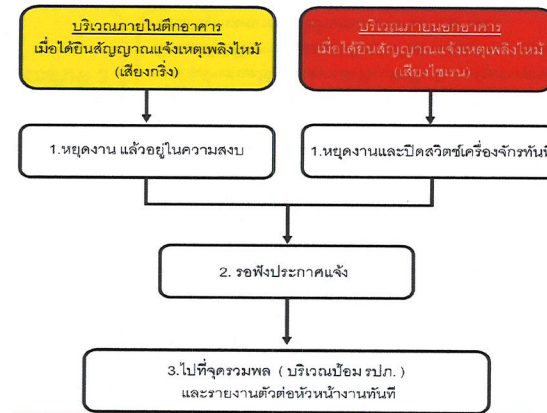 บริเวณภายในตึกอาคาร
เมื่อได้ยินสัญญาณแจ้งเหตุเพลิงไหม้
(เสียงกริ่ง)
บริเวณภายนอกอาคาร
เมื่อได้ยินสัญญาณแจ้งเหตุเพลิงไหม้
(เสียงไซเรน)
1.หยุดงาน แล้วอยู่ในความสงบ
1.หยุดงานและปิดสวิตช์เครื่องจักรทันที
2. รอฟังประกาศแจ้ง
3.ไปที่จุดรวมพล ( บริเวณป้อม รปภ. )
และรายงานตัวต่อหัวหน้างานทันที